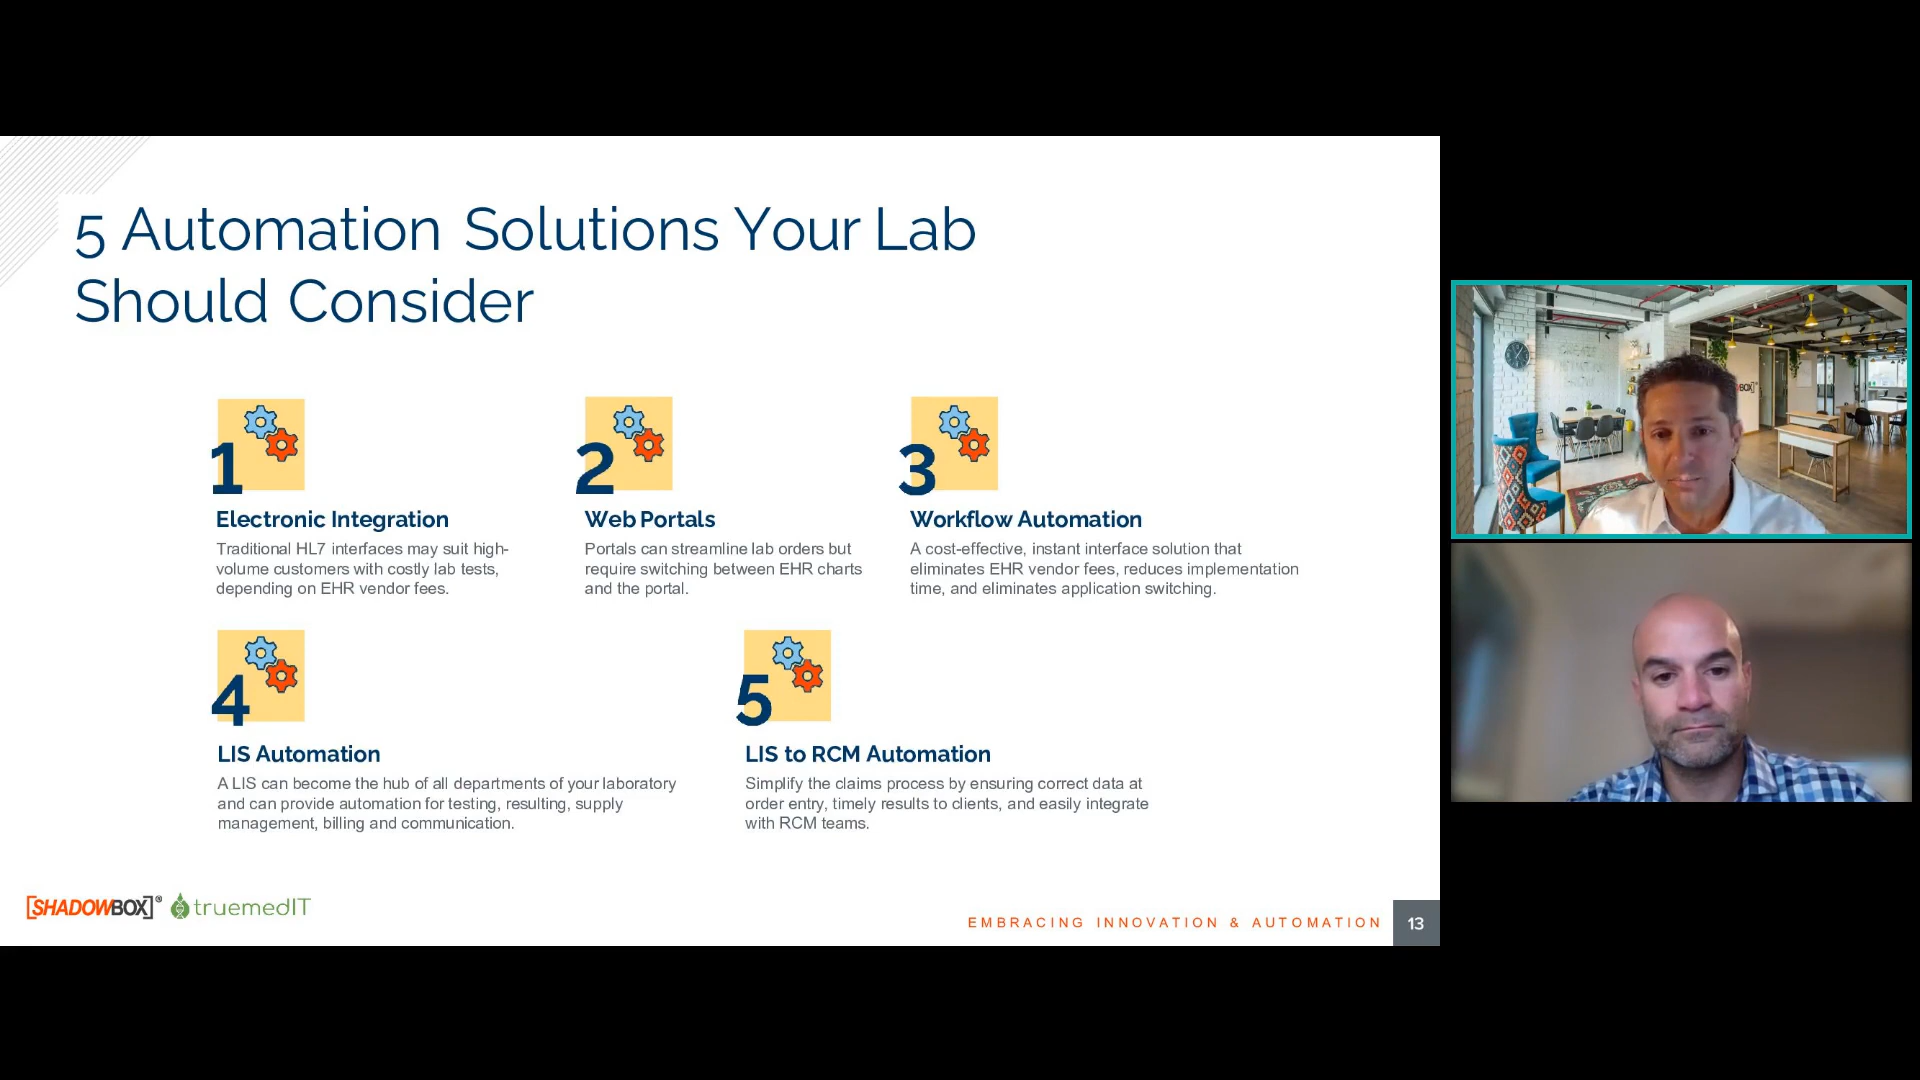 5 Automation Solutions Your Lab
Should Consider
1
Electronic Integration
Traditional HL7 interfaces may suit high-
volume customers with costly lab tests,
depending on EHR vendor fees.
2
Web Portals
Portals can streamline lab orders but
require switching between EHR charts
and the portal.
3
Workflow Automation
A cost-effective, instant interface solution that
eliminates EHR vendor fees, reduces implementation
time, and eliminates application switching.
4
LIS Automation
A LIS can become the hub of all departments of your laboratory
and can provide automation for testing, resulting, supply
management, billing and communication.
5
LIS to RCM Automation
Simplify the claims process by ensuring correct data at
order entry, timely results to clients, and easily integrate
with RCM teams.
[SHADOWBOX]® truemedIT
EMBRACING INNOVATION & AUTOMATION
13